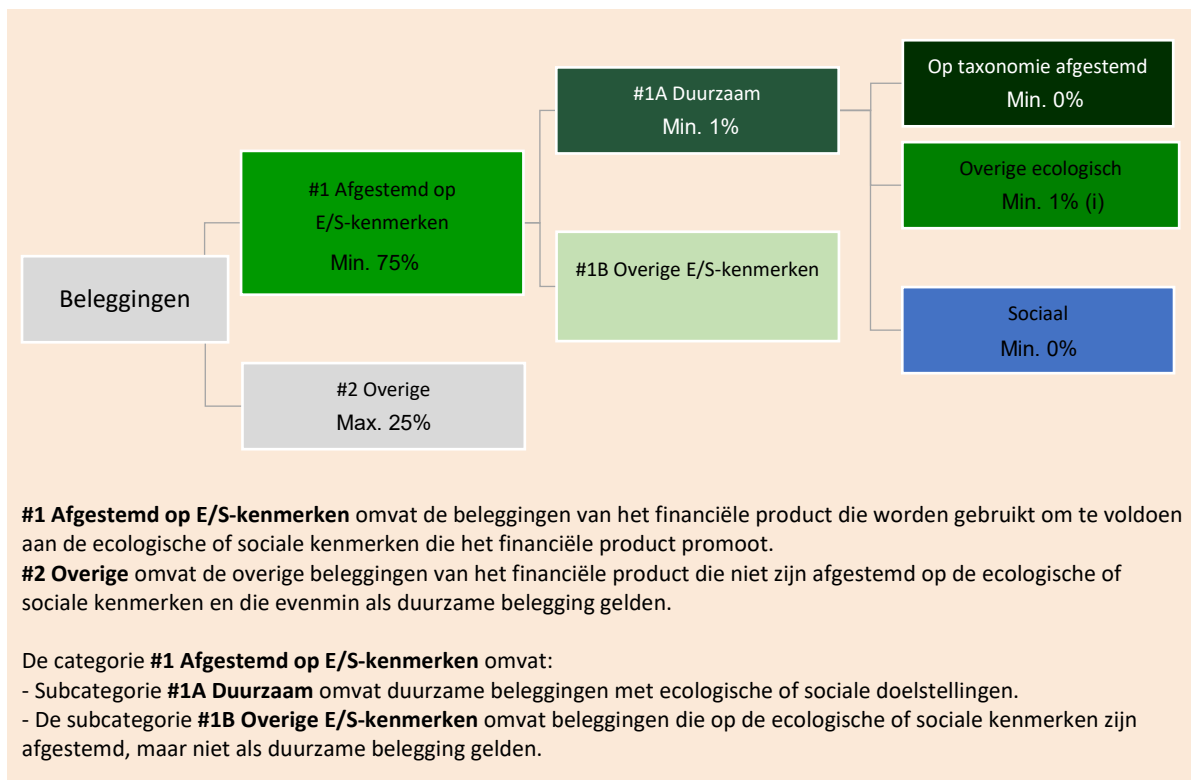 Beleggingen
#1 Afgestemd op
E/S-kenmerken
Min. 75%
#2 Overige
Max. 25%
#1A Duurzaam
Min. 1%
#1B Overige E/S-kenmerken
Op taxonomie afgestemd
Min. 0%
Overige ecologisch
Min. 1% (i)
Sociaal
Min. 0%
#1 Afgestemd op E/S-kenmerken omvat de beleggingen van het financiële product die worden gebruikt om te voldoen
aan de ecologische of sociale kenmerken die het financiële product promoot.
#2 Overige omvat de overige beleggingen van het financiële product die niet zijn afgestemd op de ecologische of
sociale kenmerken en die evenmin als duurzame belegging gelden.
De categorie #1 Afgestemd op E/S-kenmerken omvat:
- Subcategorie #1A Duurzaam omvat duurzame beleggingen met ecologische of sociale doelstellingen.
- De subcategorie #1B Overige E/S-kenmerken omvat beleggingen die op de ecologische of sociale kenmerken zijn
afgestemd, maar niet als duurzame belegging gelden.